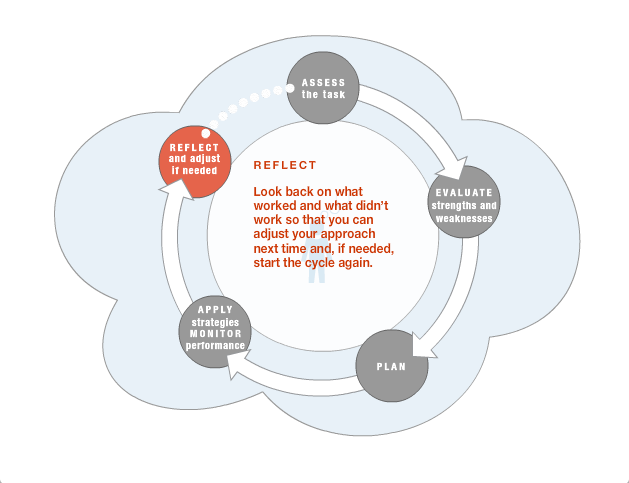 ASSESS
the task
REFLECT
and adjust
if needed
REFLECT
Look back on what
worked and what didn't
work so that you can
adjust your approach
next time and, if needed,
start the cycle again.
EVALUATE
strengths and
weaknesses
APPLY
strategies
MONITOR
performance
PLAN